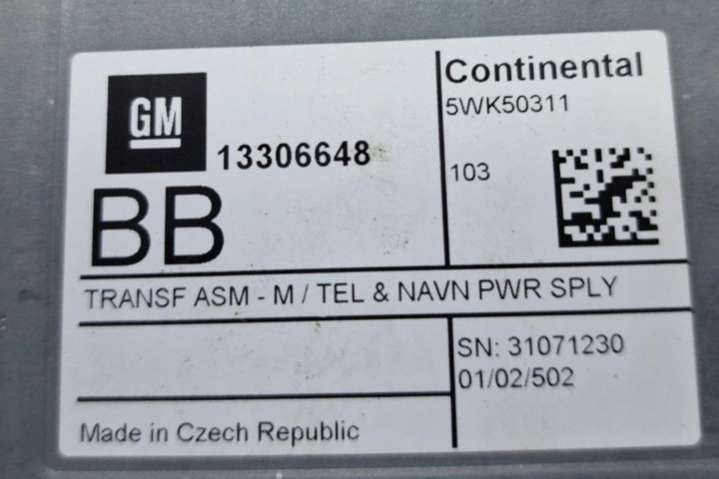 GM
13306648
BB
Continental
5WK50311
103
TRANSF ASM - M / TEL & NAVN PWR SPLY
SN: 31071230
01/02/502
Made in Czech Republic